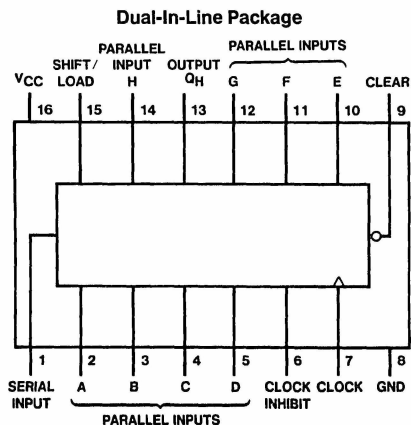 Dual-In-Line Package
PARALLEL INPUTS
PARALLEL
SHIFT/ INPUT OUTPUT
VCC LOAD H QH G F E CLEAR
16 15 14 13 12 11 10 9
1 2 3 4 5 6 7 8
SERIAL A B C D CLOCK CLOCK GND
INPUT INHIBIT
PARALLEL INPUTS